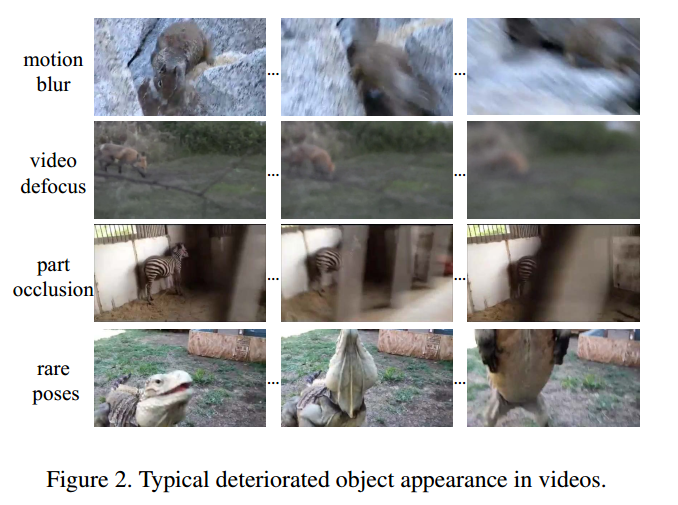 motion
blur
...
...
video
defocus
...
...
part
occlusion
...
...
rare
poses
...
...
Figure 2. Typical deteriorated object appearance in videos.